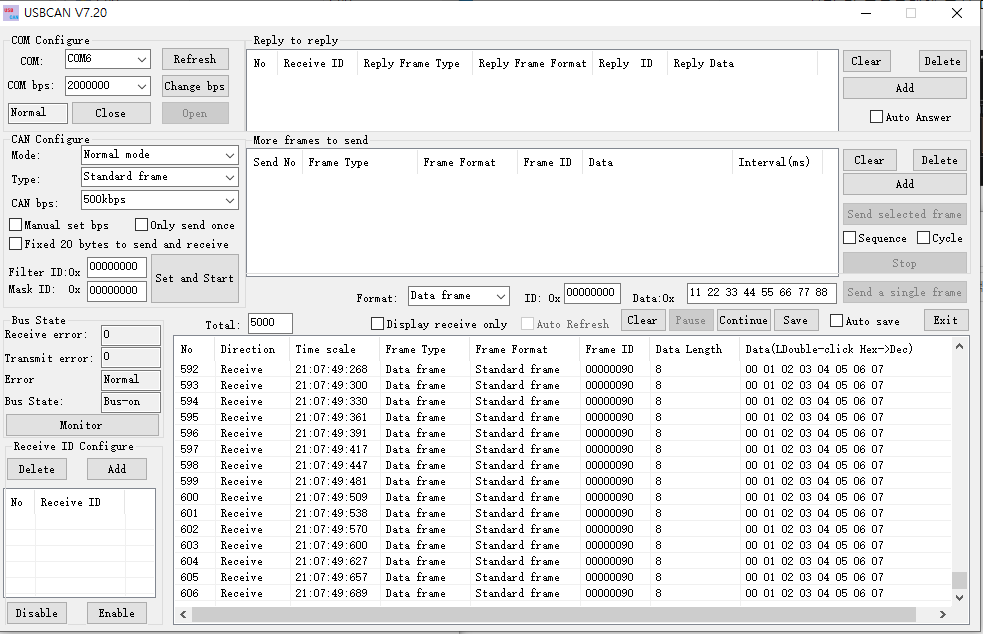 USB CAN USBCAN V7.20
COM Configure
COM: COM6 Refresh
COM bps: 2000000 Change bps
Normal Close Open
Reply to reply
No Receive ID Reply Frame Type Reply Frame Format Reply ID Reply Data
Clear Delete
Add
Auto Answer
CAN Configure
Mode: Normal mode
Type: Standard frame
CAN bps: 500kbps
Manual set bps Only send once
Fixed 20 bytes to send and receive
Filter ID:0x 00000000
Mask ID: 0x 00000000
Set and Start
More frames to send
Send No Frame Type Frame Format Frame ID Data Interval(ms)
Clear Delete
Add
Send selected frame
Sequence Cycle
Stop
Format: Data frame ID: 0x 00000000 Data:0x 11 22 33 44 55 66 77 88 Send a single frame
Total: 5000 Display receive only Auto Refresh Clear Pause Continue Save Auto save Exit
Bus State
Receive error: 0
Transmit error: 0
Error Normal
Bus State: Bus-on
Monitor
Receive ID Configure
Delete Add
No Receive ID
Disable Enable
No Direction Time scale Frame Type Frame Format Frame ID Data Length Data(LDouble-click Hex->Dec)
592 Receive 21:07:49:268 Data frame Standard frame 00000090 8 00 01 02 03 04 05 06 07
593 Receive 21:07:49:300 Data frame Standard frame 00000090 8 00 01 02 03 04 05 06 07
594 Receive 21:07:49:330 Data frame Standard frame 00000090 8 00 01 02 03 04 05 06 07
595 Receive 21:07:49:361 Data frame Standard frame 00000090 8 00 01 02 03 04 05 06 07
596 Receive 21:07:49:391 Data frame Standard frame 00000090 8 00 01 02 03 04 05 06 07
597 Receive 21:07:49:417 Data frame Standard frame 00000090 8 00 01 02 03 04 05 06 07
598 Receive 21:07:49:447 Data frame Standard frame 00000090 8 00 01 02 03 04 05 06 07
599 Receive 21:07:49:481 Data frame Standard frame 00000090 8 00 01 02 03 04 05 06 07
600 Receive 21:07:49:509 Data frame Standard frame 00000090 8 00 01 02 03 04 05 06 07
601 Receive 21:07:49:538 Data frame Standard frame 00000090 8 00 01 02 03 04 05 06 07
602 Receive 21:07:49:570 Data frame Standard frame 00000090 8 00 01 02 03 04 05 06 07
603 Receive 21:07:49:600 Data frame Standard frame 00000090 8 00 01 02 03 04 05 06 07
604 Receive 21:07:49:627 Data frame Standard frame 00000090 8 00 01 02 03 04 05 06 07
605 Receive 21:07:49:657 Data frame Standard frame 00000090 8 00 01 02 03 04 05 06 07
606 Receive 21:07:49:689 Data frame Standard frame 00000090 8 00 01 02 03 04 05 06 07